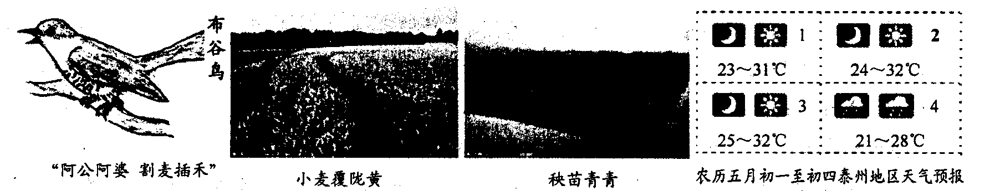 布谷鸟
“阿公阿婆 割麦插禾”
小麦覆陇黄
秧苗青青
1
23～31℃
2
24～32℃
3
25～32℃
4
21～28℃
农历五月初一至初四泰州地区天气预报